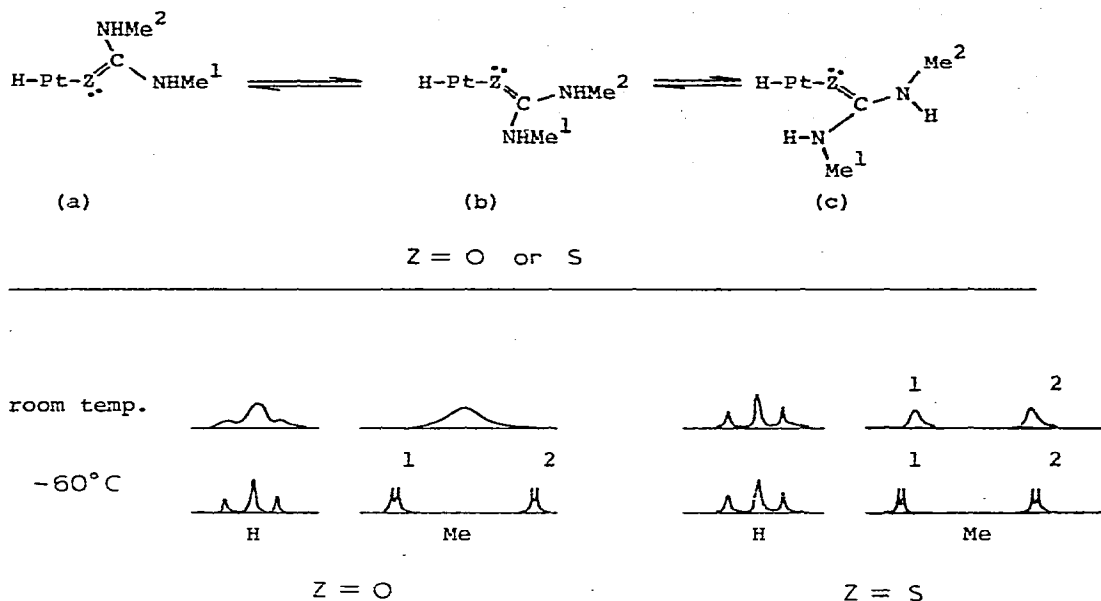 NHMe²
H-Pt-Z̈=C
NHMe¹
(a)
H-Pt-Z̈=C
NHMe²
NHMe¹
(b)
H-Pt-Z̈=C
Me²
N
H
H-N
Me¹
(c)
Z = O or S
room temp.
1 2
-60°C
1 2
1 2
H Me H Me
Z = O Z = S